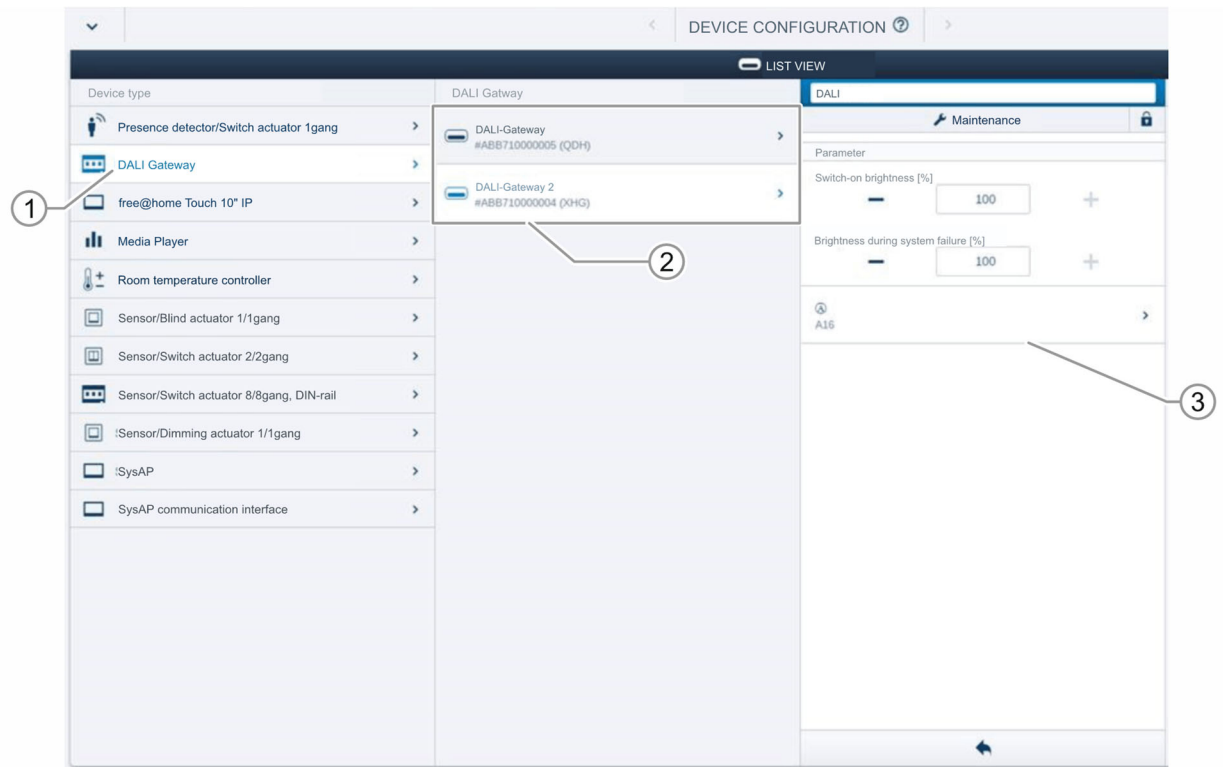 DEVICE CONFIGURATION ?
LIST VIEW
Device type
Presence detector/Switch actuator 1gang
DALI Gateway
free@home Touch 10" IP
Media Player
Room temperature controller
Sensor/Blind actuator 1/1gang
Sensor/Switch actuator 2/2gang
Sensor/Switch actuator 8/8gang, DIN-rail
Sensor/Dimming actuator 1/1gang
SysAP
SysAP communication interface
DALI Gatway
DALI-Gateway
#ABB710000005 (QDH)
DALI-Gateway 2
#ABB710000004 (XHG)
DALI
Maintenance
Parameter
Switch-on brightness [%]
100
Brightness during system failure [%]
100
A16
1
2
3